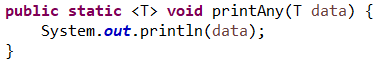 public static <T> void printAny(T data) {
    System.out.println(data);
}